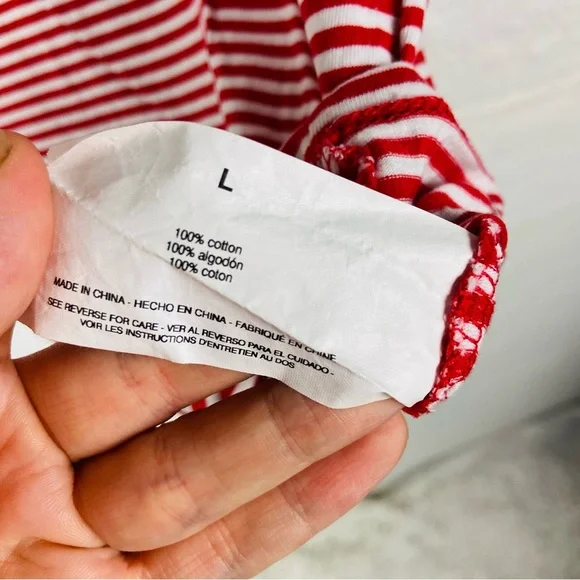 L
100% cotton
100% algodón
100% coton
MADE IN CHINA - HECHO EN CHINA - FABRIQUÉ EN CHINE
SEE REVERSE FOR CARE - VER AL REVERSO PARA EL CUIDADO -
VOIR LES INSTRUCTIONS D'ENTRETIEN AU DOS